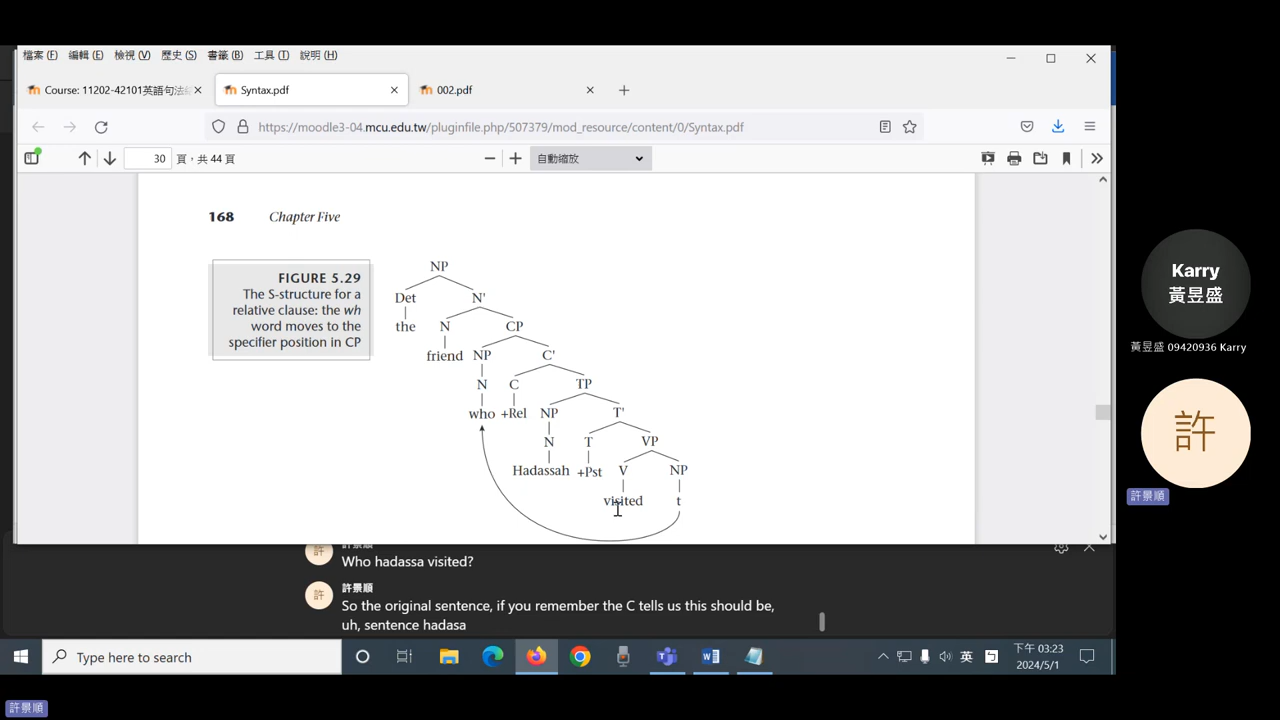 檔案 (F) 編輯 (E) 檢視 (V) 歷史 (S) 書籤 (B) 工具 (T) 說明 (H)
Course: 11202-42101英語句法 Syntax.pdf 002.pdf
https://moodle3-04.mcu.edu.tw/pluginfile.php/507379/mod_resource/content/0/Syntax.pdf
30 頁，共 44 頁 自動縮放
168 Chapter Five
FIGURE 5.29
The S-structure for a
relative clause: the wh
word moves to the
specifier position in CP
NP
Det N'
the N CP
friend NP C'
N C TP
who +Rel NP T'
N T VP
Hadassah +Pst V NP
visited t
許景順
Who hadassa visited?
許 許景順
So the original sentence, if you remember the C tells us this should be,
uh, sentence hadasa
Karry
黃昱盛
黃昱盛 09420936 Karry
許
許景順
Type here to search
英
下午 03:23
2024/5/1
許景順